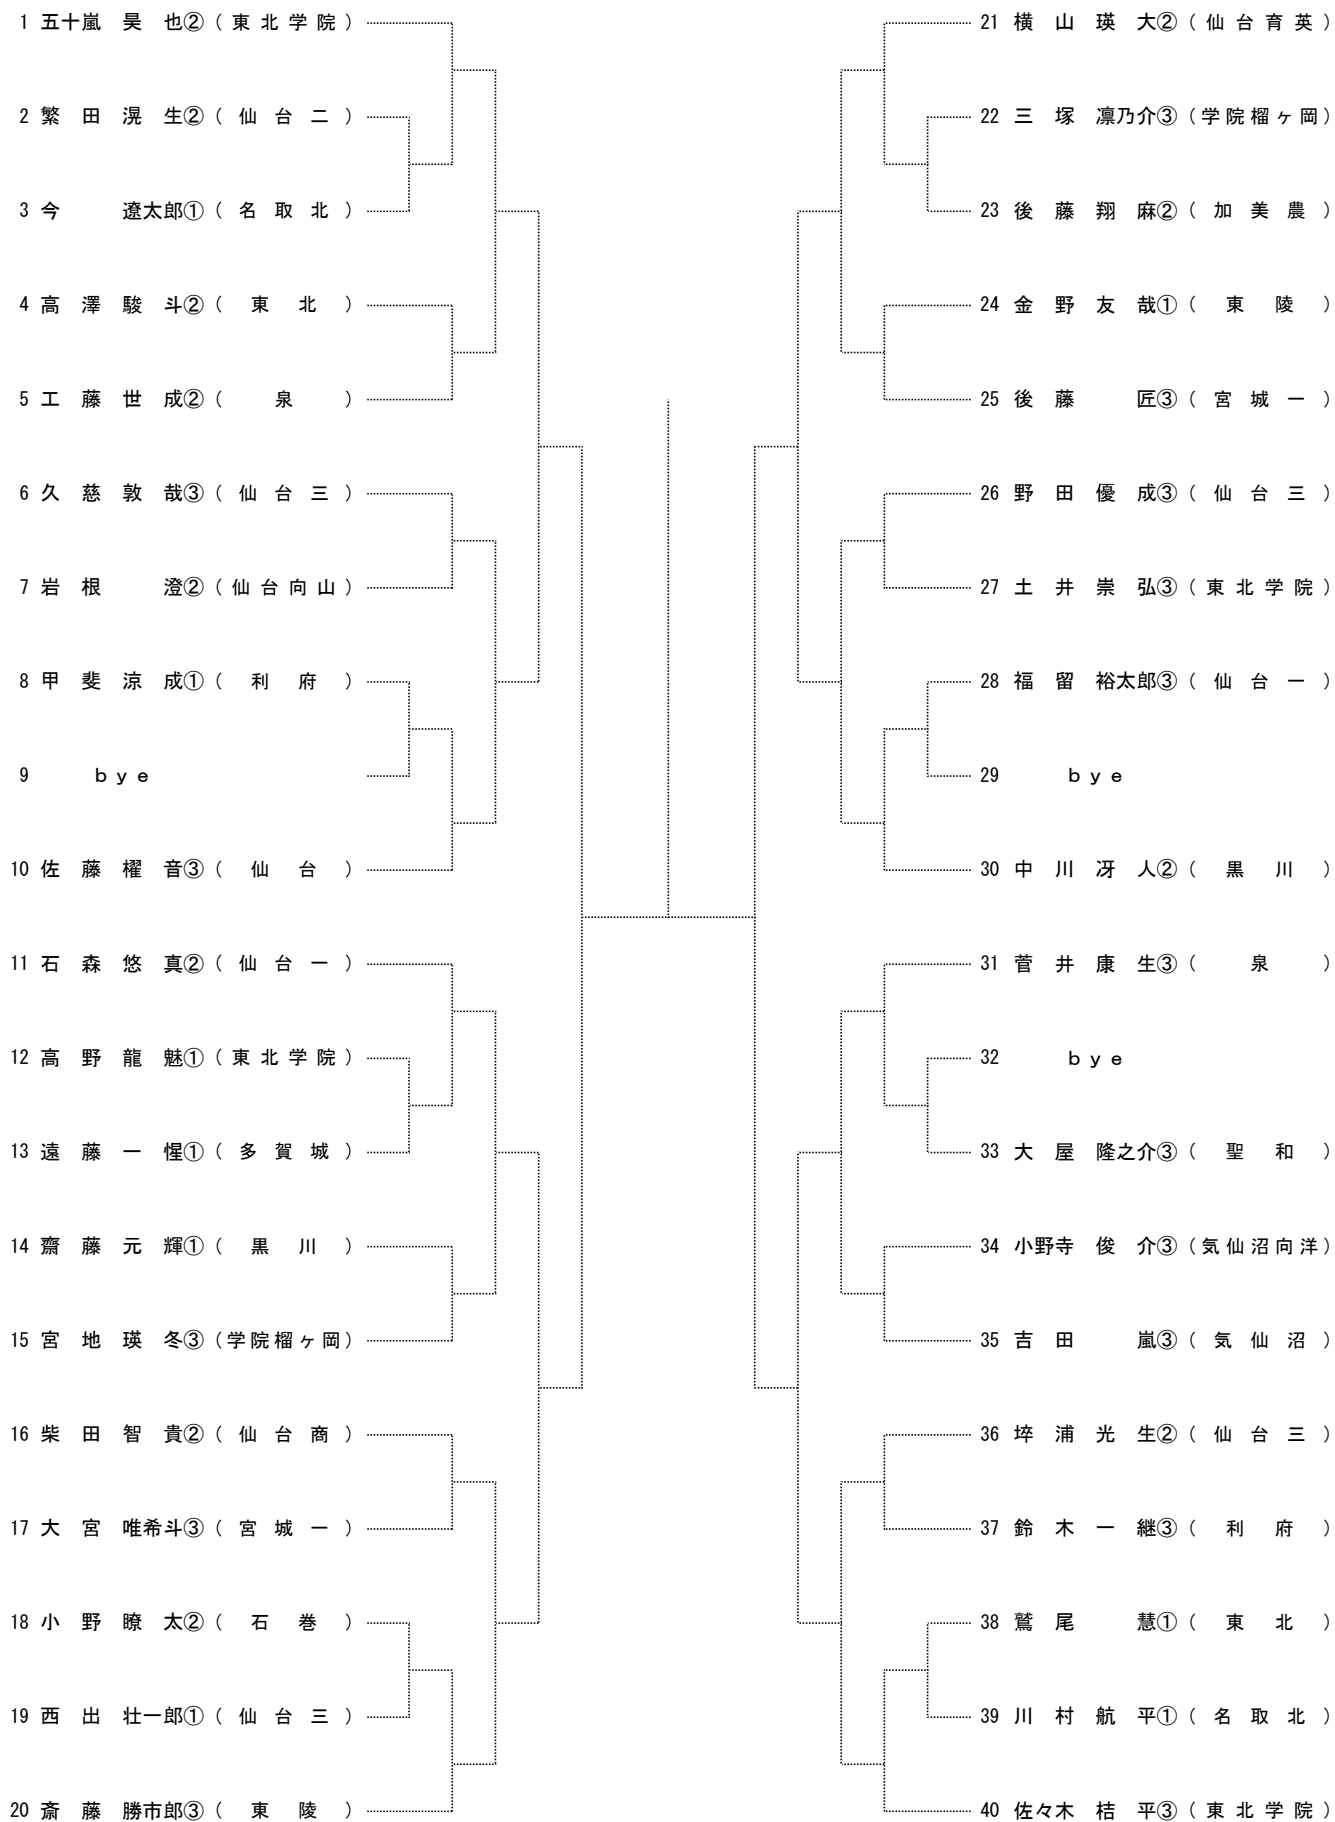 1 五十嵐 昊 也②（東北学院）
2 繁 田 滉 生②（仙台二）
3 今 遼太郎①（名取北）
4 高 澤 駿 斗②（東北）
5 工 藤 世 成②（泉）
6 久 慈 敦 哉③（仙台三）
7 岩 根 澄②（仙台向山）
8 甲 斐 涼 成①（利府）
9 ｂｙｅ
10 佐 藤 櫂 音③（仙台）
11 石 森 悠 真②（仙台一）
12 高 野 龍 魅①（東北学院）
13 遠 藤 一 惺①（多賀城）
14 齋 藤 元 輝①（黒川）
15 宮 地 瑛 冬③（学院榴ヶ岡）
16 柴 田 智 貴②（仙台商）
17 大 宮 唯希斗③（宮城一）
18 小 野 瞭 太②（石巻）
19 西 出 壮一郎①（仙台三）
20 斎 藤 勝市郎③（東陵）
21 横 山 瑛 大②（仙台育英）
22 三 塚 凛乃介③（学院榴ヶ岡）
23 後 藤 翔 麻②（加美農）
24 金 野 友 哉①（東陵）
25 後 藤 匠③（宮城一）
26 野 田 優 成③（仙台三）
27 土 井 崇 弘③（東北学院）
28 福 留 裕太郎③（仙台一）
29 ｂｙｅ
30 中 川 冴 人②（黒川）
31 菅 井 康 生③（泉）
32 ｂｙｅ
33 大 屋 隆之介③（聖和）
34 小野寺 俊 介③（気仙沼向洋）
35 吉 田 嵐③（気仙沼）
36 埣 浦 光 生②（仙台三）
37 鈴 木 一 継③（利府）
38 鷲 尾 慧①（東北）
39 川 村 航 平①（名取北）
40 佐々木 桔 平③（東北学院）